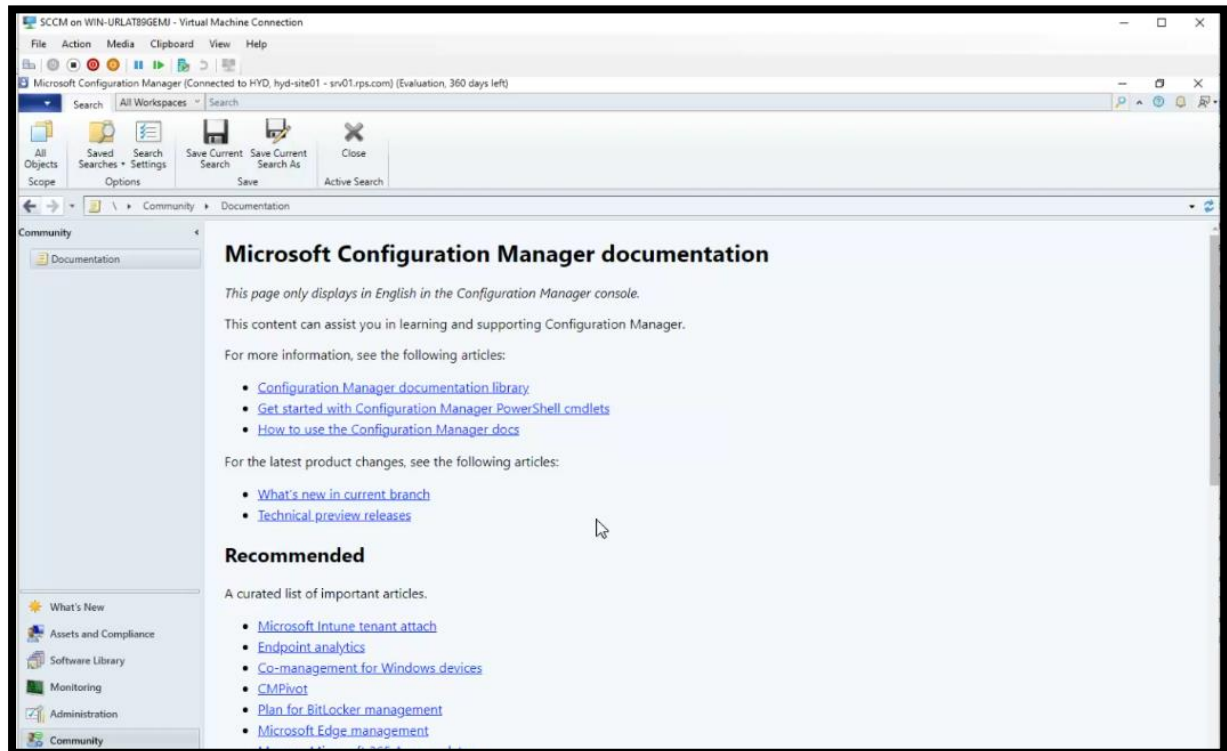 SCCM on WIN-URLAT89GEMJ - Virtual Machine Connection
File Action Media Clipboard View Help
Microsoft Configuration Manager (Connected to HYD, hyd-site01 - srv01.rps.com) (Evaluation, 360 days left)
Search All Workspaces Search
All Objects
Saved Searches
Search Settings
Save Current Search
Save Current Search As
Close
Scope Options Save Active Search
\ Community Documentation
Community
Documentation
Microsoft Configuration Manager documentation
This page only displays in English in the Configuration Manager console.
This content can assist you in learning and supporting Configuration Manager.
For more information, see the following articles:
Configuration Manager documentation library
Get started with Configuration Manager PowerShell cmdlets
How to use the Configuration Manager docs
For the latest product changes, see the following articles:
What's new in current branch
Technical preview releases
Recommended
A curated list of important articles.
Microsoft Intune tenant attach
Endpoint analytics
Co-management for Windows devices
CMPivot
Plan for BitLocker management
Microsoft Edge management
What's New
Assets and Compliance
Software Library
Monitoring
Administration
Community